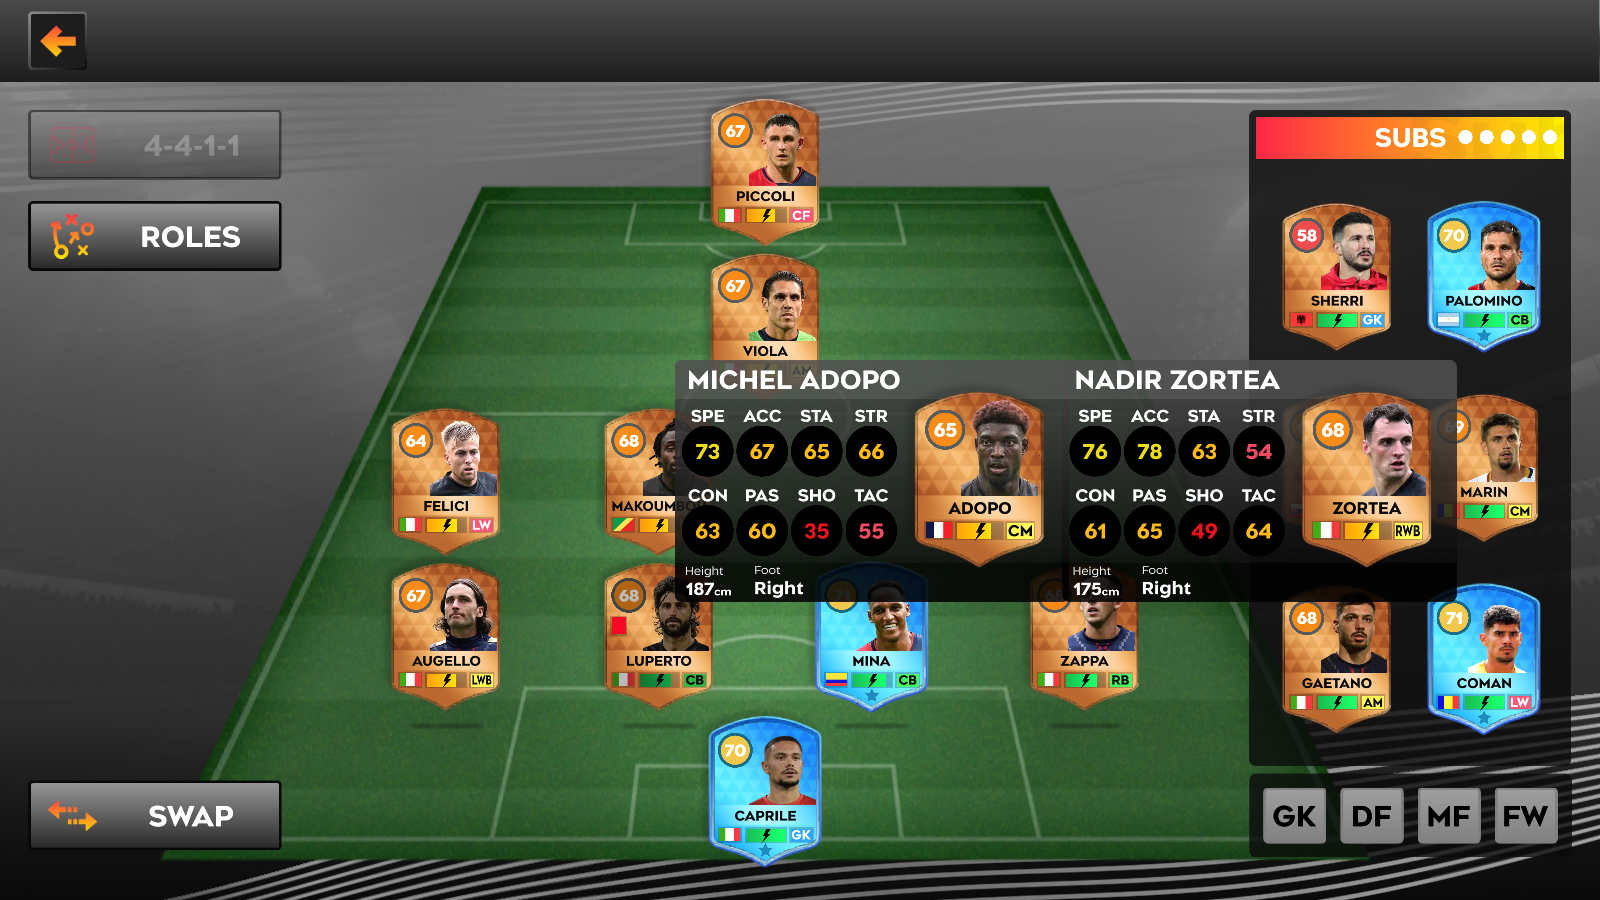 4-4-1-1
ROLES
SUBS
67
PICCOLI
CF
67
VIOLA
AM
58
SHERRI
GK
70
PALOMINO
CB
MICHEL ADOPO
SPE ACC STA STR
73 67 65 66
CON PAS SHO TAC
63 60 35 55
Height Foot
187cm Right
65
ADOPO
CM
NADIR ZORTEA
SPE ACC STA STR
76 78 63 54
CON PAS SHO TAC
61 65 49 64
Height Foot
175cm Right
68
ZORTEA
RWB
MARIN
CM
64
FELICI
LW
68
67
AUGELLO
LWB
68
LUPERTO
CB
71
MINA
CB
68
ZAPPA
RB
68
GAETANO
AM
71
COMAN
LW
70
CAPRILE
GK
SWAP
GK DF MF FW